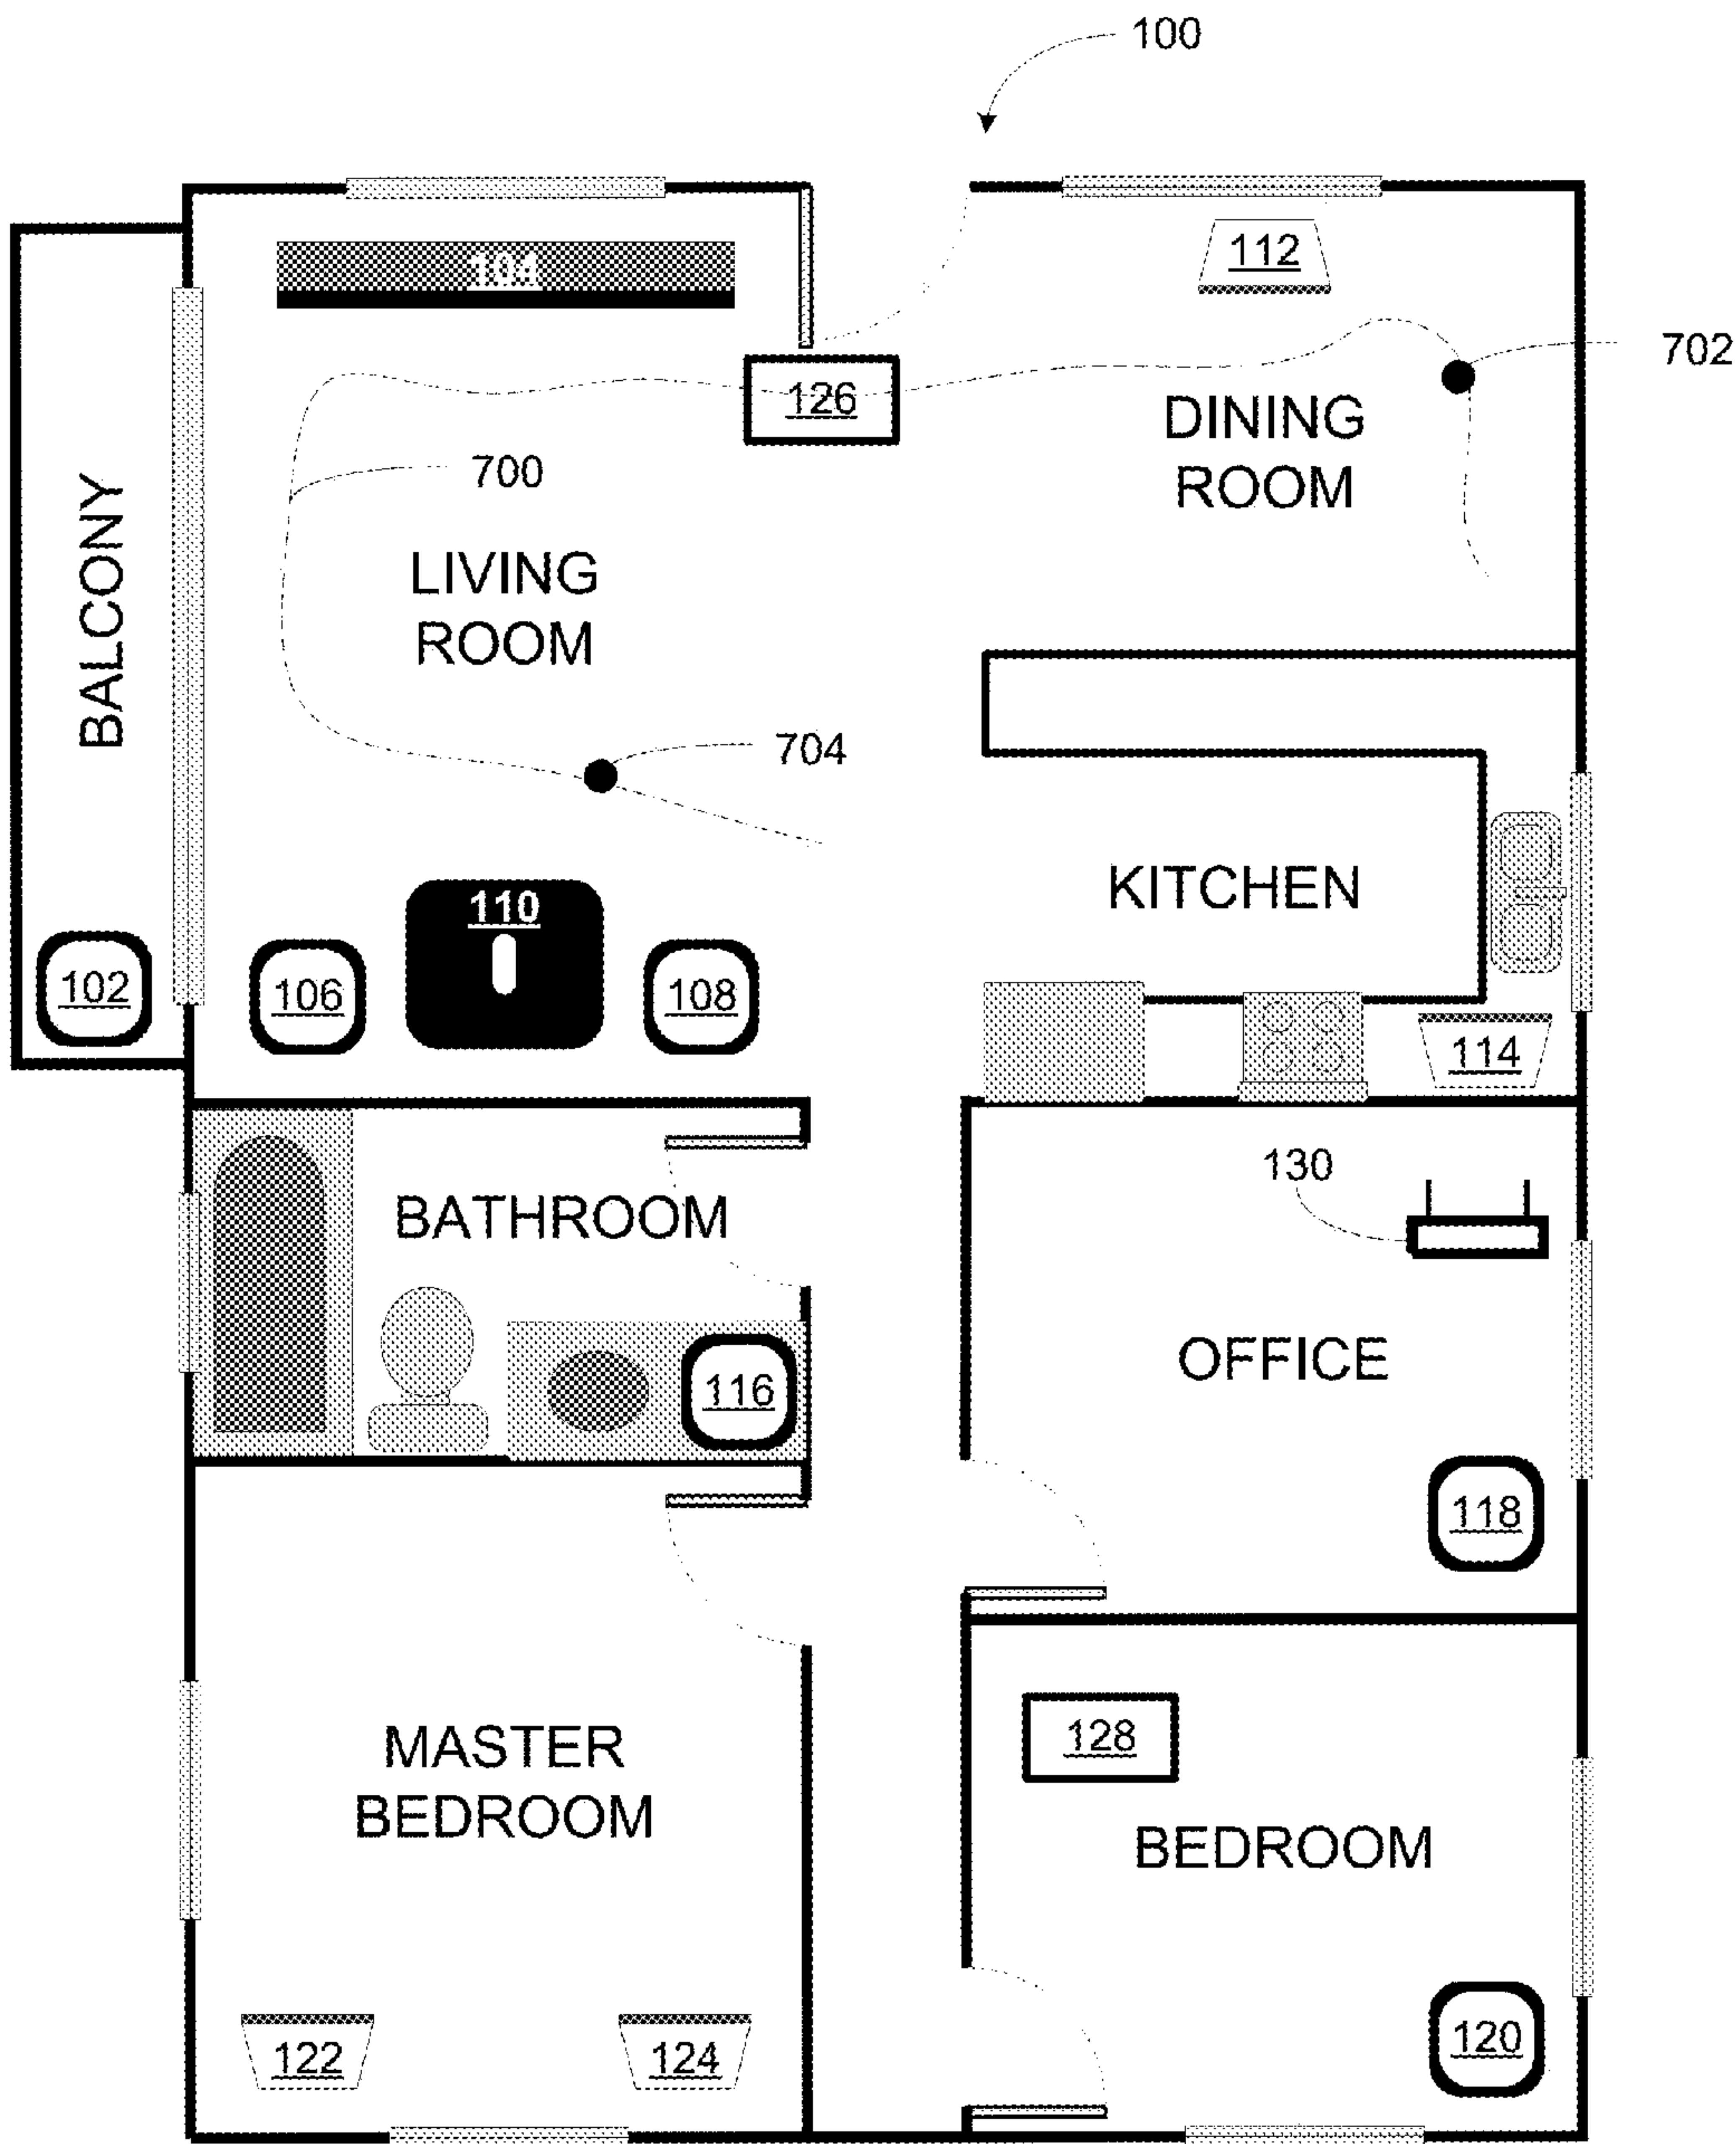 100
104
112
702
126
DINING
ROOM
700
BALCONY
LIVING
ROOM
704
KITCHEN
110
102
106
108
114
130
BATHROOM
OFFICE
116
118
128
MASTER
BEDROOM
BEDROOM
122
124
120